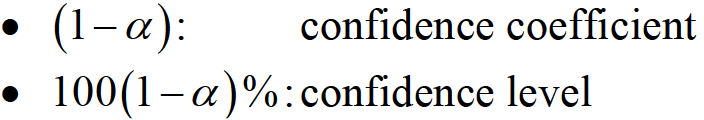 • (1−α): confidence coefficient
• 100(1−α)%: confidence level